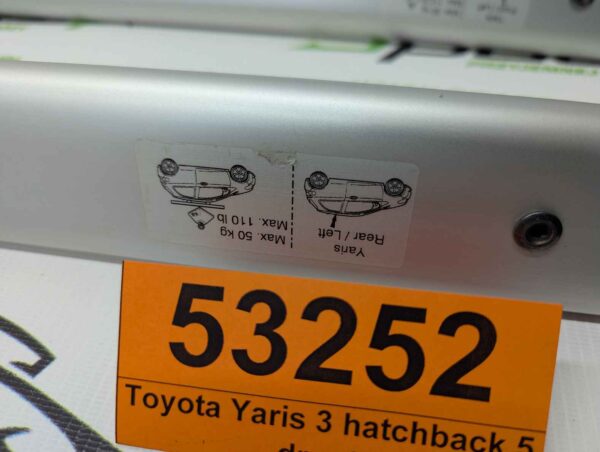 Yaris
Rear / Left
Max. 50 kg
Max. 110 lb
53252
Toyota Yaris 3 hatchback 5